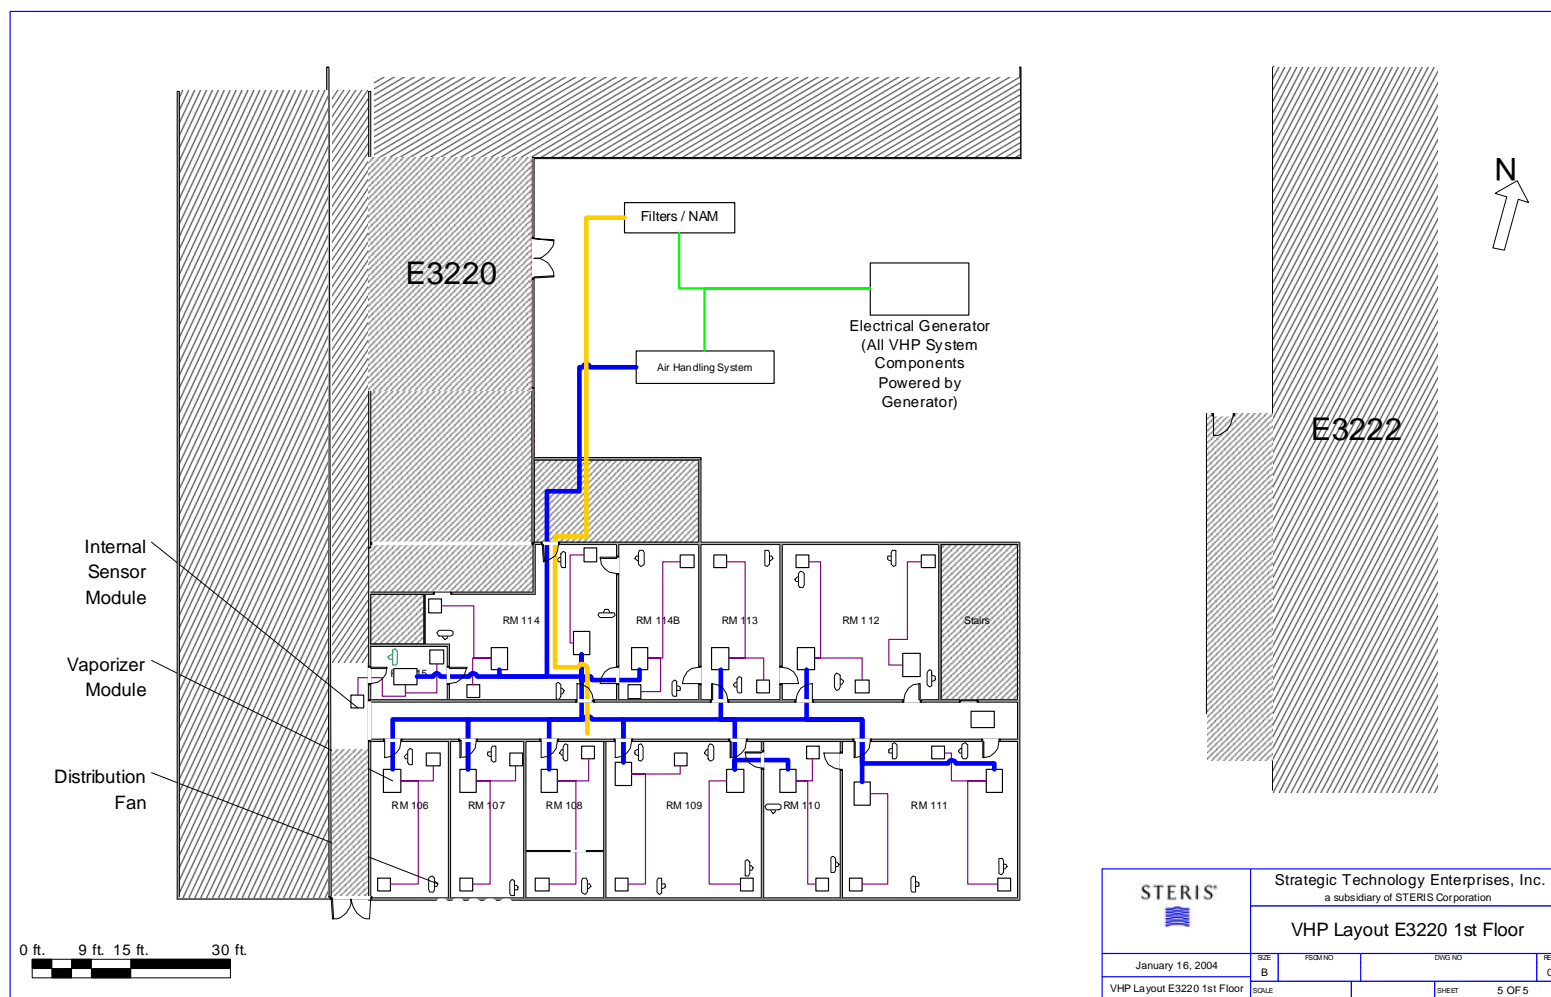 N
Filters / NAM
E3220
Electrical Generator
(All VHP System
Components
Powered by
Generator)
Air Handling System
E3222
Internal
Sensor
Module
RM 114
RM 114B
RM 113
RM 112
Stairs
Vaporizer
Module
Distribution
Fan
RM 106
RM 107
RM 108
RM 109
RM 110
RM 111
0 ft. 9 ft. 15 ft. 30 ft.
STERIS
Strategic Technology Enterprises, Inc.
a subsidiary of STERIS Corporation
VHP Layout E3220 1st Floor
January 16, 2004
SIZE FSCM NO DWG NO
B
VHP Layout E3220 1st Floor
SCALE SHEET 5 OF 5